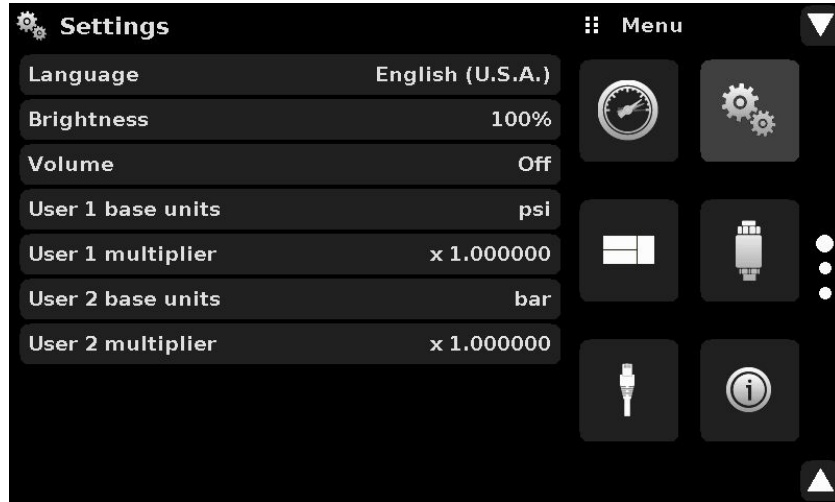 Settings
Language English (U.S.A.)
Brightness 100%
Volume Off
User 1 base units psi
User 1 multiplier x 1.000000
User 2 base units bar
User 2 multiplier x 1.000000
Menu
i